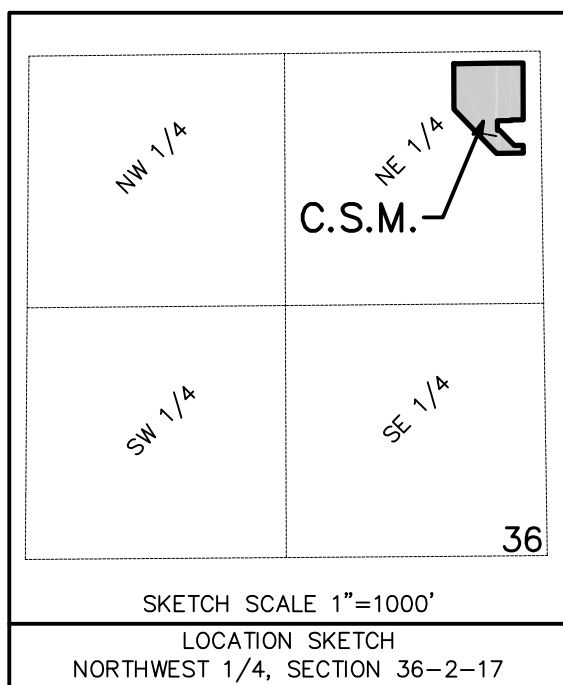 NW 1/4
NE 1/4
C.S.M.
SW 1/4
SE 1/4
36
SKETCH SCALE 1"=1000'
LOCATION SKETCH
NORTHWEST 1/4, SECTION 36-2-17